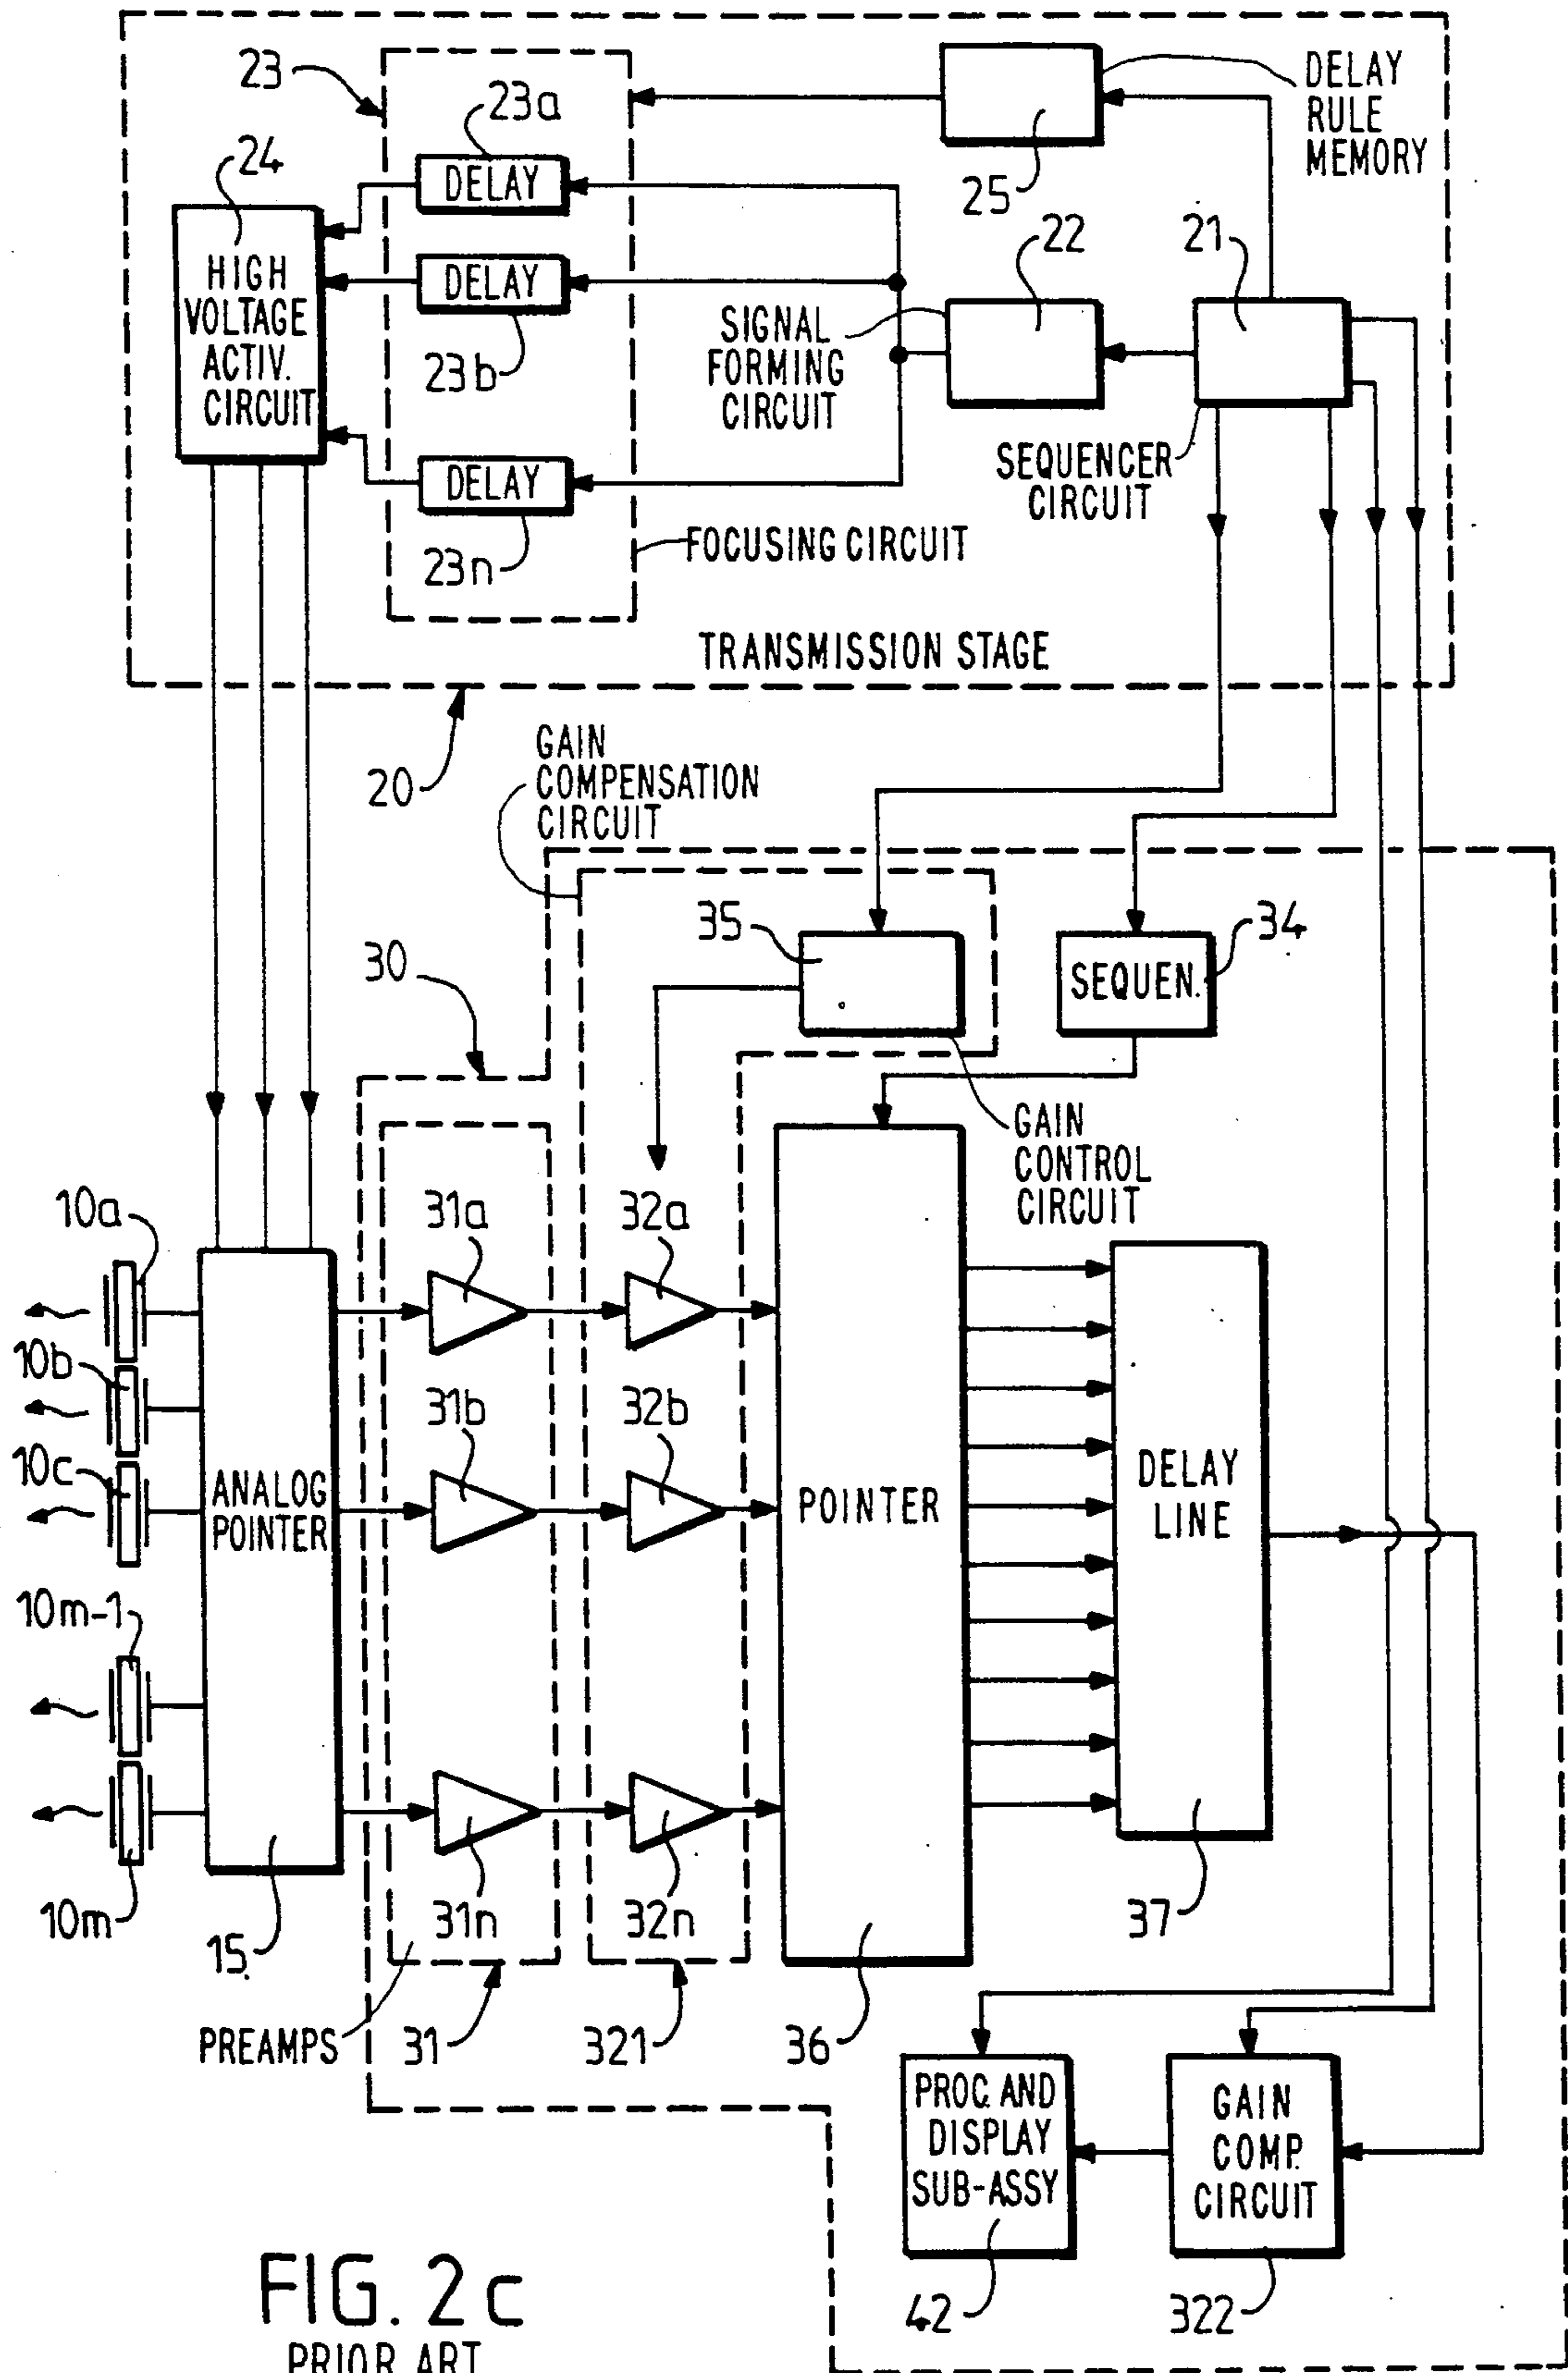 23
23a
DELAY
RULE
MEMORY
24
DELAY
25
22
21
HIGH
VOLTAGE
ACTIV.
CIRCUIT
DELAY
23b
SIGNAL
FORMING
CIRCUIT
SEQUENCER
CIRCUIT
DELAY
23n
FOCUSING CIRCUIT
TRANSMISSION STAGE
20
GAIN
COMPENSATION
CIRCUIT
35
34
30
SEQUEN.
GAIN
CONTROL
CIRCUIT
10a
31a
32a
10b
31b
32b
10c
ANALOG
POINTER
POINTER
DELAY
LINE
10m-1
10m
15
31n
32n
37
PREAMPS
31
321
36
PROC. AND
DISPLAY
SUB-ASSY
GAIN
COMP.
CIRCUIT
42
322
FIG. 2c
PRIOR ART